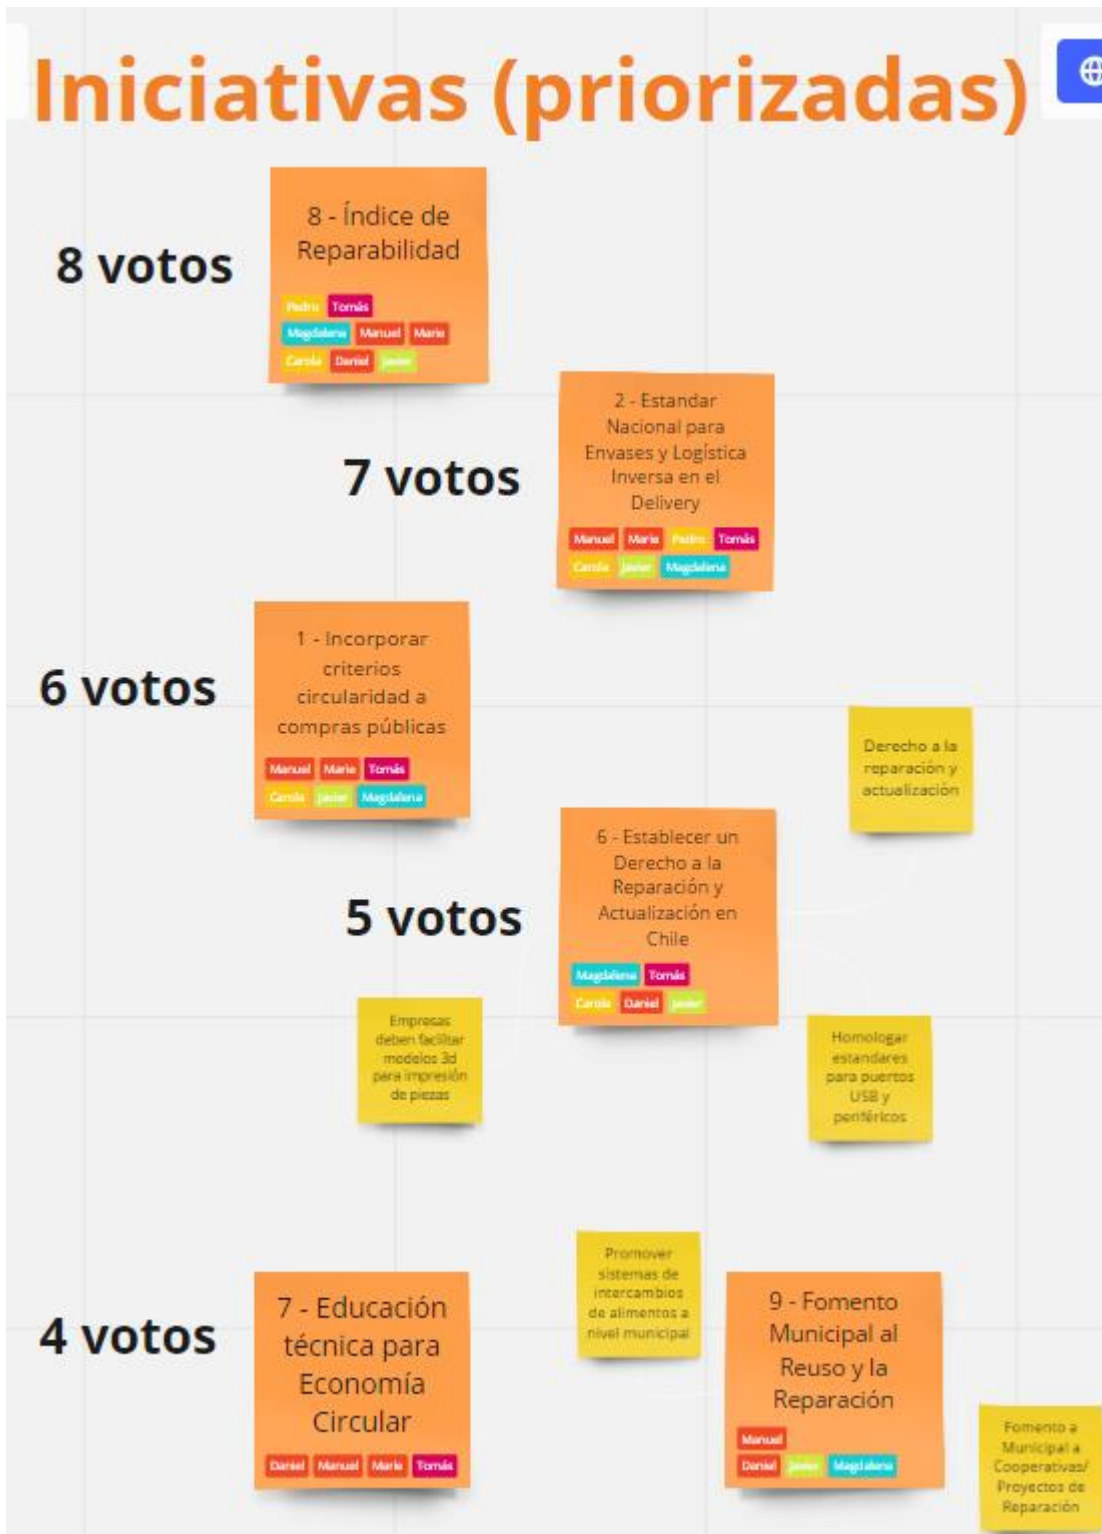 Iniciativas (priorizadas)
8 votos
8 - Índice de
Reparabilidad
Pedro Tomás
Magdalena Manuel Marie
Carola Daniel Javier
7 votos
2 - Estandar
Nacional para
Envases y Logística
Inversa en el
Delivery
Manuel Marie Pedro Tomás
Carola Javier Magdalena
6 votos
1 - Incorporar
criterios
circularidad a
compras públicas
Manuel Marie Tomás
Carola Javier Magdalena
Derecho a la
reparación y
actualización
5 votos
6 - Establecer un
Derecho a la
Reparación y
Actualización en
Chile
Magdalena Tomás
Carola Daniel Javier
Empresas
deben facilitar
modelos 3d
para impresión
de piezas
Homologar
estandares
para puertos
USB y
periféricos
4 votos
7 - Educación
técnica para
Economía
Circular
Daniel Manuel Marie Tomás
Promover
sistemas de
intercambios
de alimentos a
nivel municipal
9 - Fomento
Municipal al
Reuso y la
Reparación
Manuel
Daniel Javier Magdalena
Fomento a
Municipal a
Cooperativas/
Proyectos de
Reparación